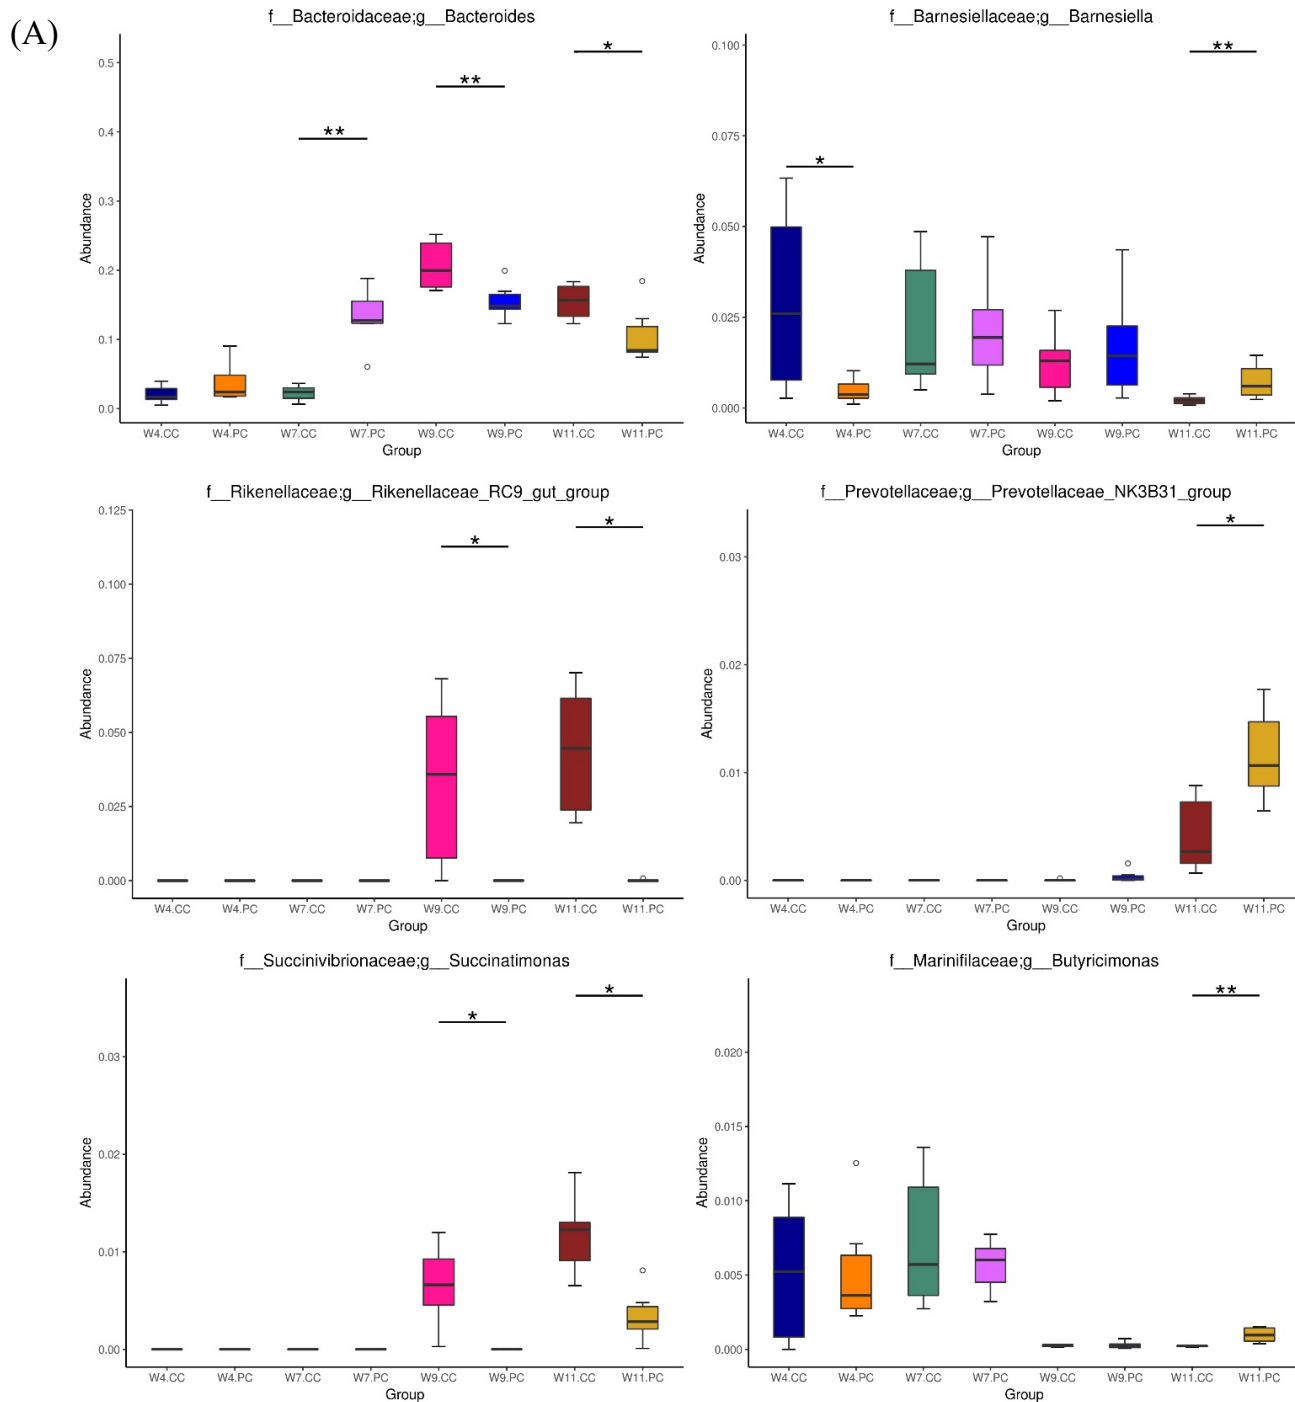 (A)
f__Bacteroidaceae;g__Bacteroides
0.5
0.4
0.3
0.2
0.1
0.0
Abundance
**
**
*
W4.CC W4.PC W7.CC W7.PC W9.CC W9.PC W11.CC W11.PC
Group
f__Barnesiellaceae;g__Barnesiella
0.100
0.075
0.050
0.025
0.000
Abundance
*
**
W4.CC W4.PC W7.CC W7.PC W9.CC W9.PC W11.CC W11.PC
Group
f__Rikenellaceae;g__Rikenellaceae_RC9_gut_group
0.125
0.100
0.075
0.050
0.025
0.000
Abundance
*
*
W4.CC W4.PC W7.CC W7.PC W9.CC W9.PC W11.CC W11.PC
Group
f__Prevotellaceae;g__Prevotellaceae_NK3B31_group
0.03
0.02
0.01
0.00
Abundance
*
W4.CC W4.PC W7.CC W7.PC W9.CC W9.PC W11.CC W11.PC
Group
f__Succinivibrionaceae;g__Succinatimonas
0.03
0.02
0.01
0.00
Abundance
*
*
W4.CC W4.PC W7.CC W7.PC W9.CC W9.PC W11.CC W11.PC
Group
f__Marinifilaceae;g__Butyricimonas
0.020
0.015
0.010
0.005
0.000
Abundance
**
W4.CC W4.PC W7.CC W7.PC W9.CC W9.PC W11.CC W11.PC
Group